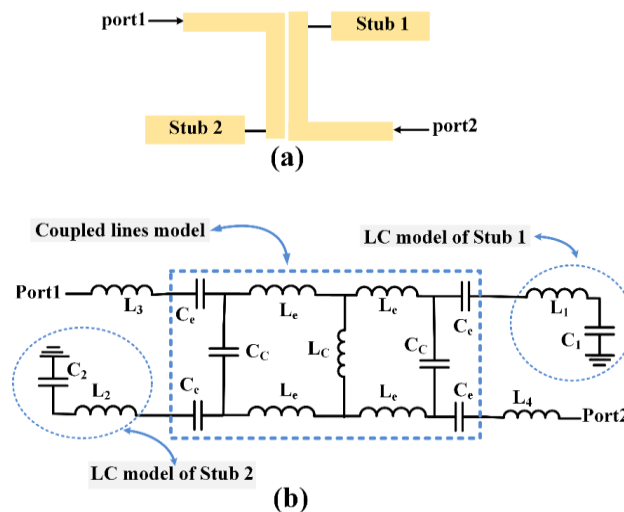 port1
Stub 1
Stub 2
port2
(a)
Coupled lines model
LC model of Stub 1
Port1
L3
Ce
Le
Le
Ce
L1
C1
C2
L2
CC
LC
CC
Ce
Le
Le
Ce
L4
Port2
LC model of Stub 2
(b)